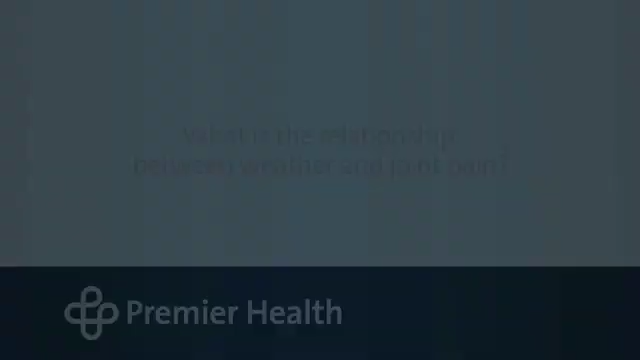 What is the relationship
between weather and joint pain?
Premier Health